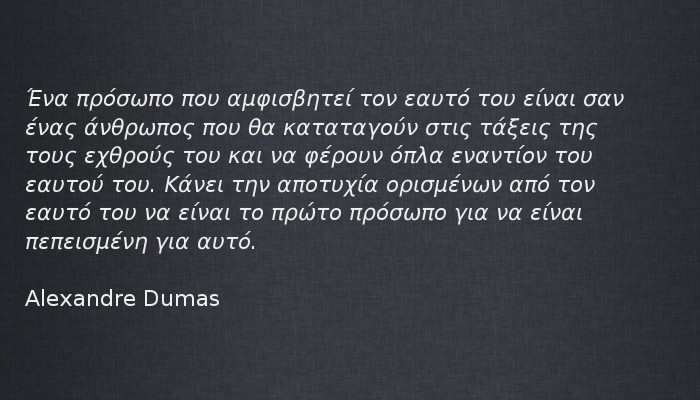 Ένα πρόσωπο που αμφισβητεί τον εαυτό του είναι σαν
ένας άνθρωπος που θα καταταγούν στις τάξεις της
τους εχθρούς του και να φέρουν όπλα εναντίον του
εαυτού του. Κάνει την αποτυχία ορισμένων από τον
εαυτό του να είναι το πρώτο πρόσωπο για να είναι
πεπεισμένη για αυτό.
Alexandre Dumas